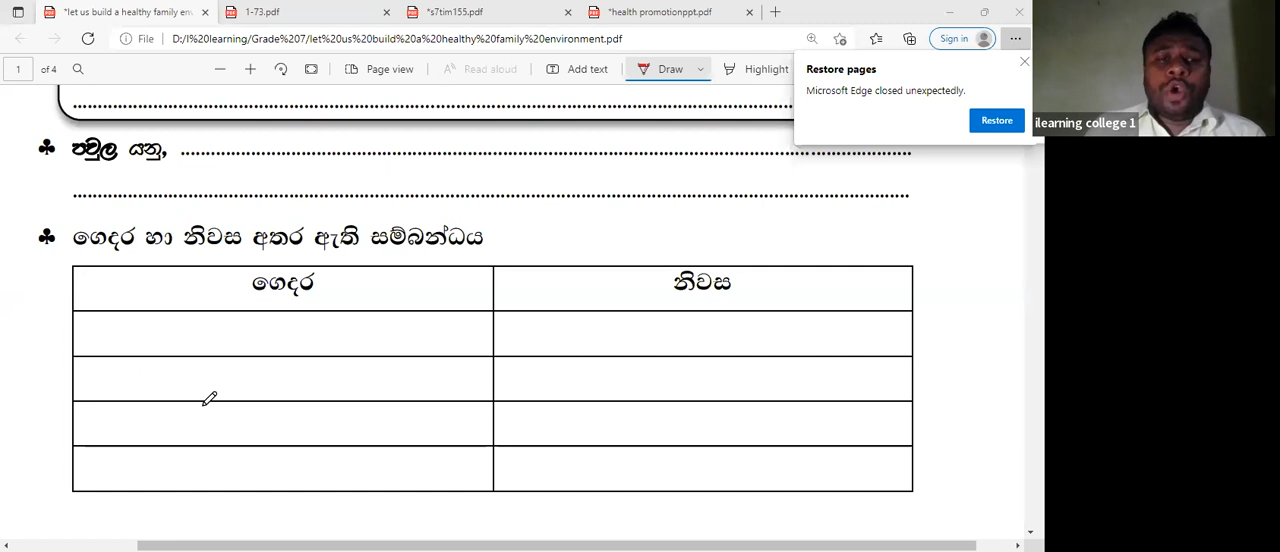 *let us build a healthy family env
1-73.pdf
*s7tim155.pdf
*health promotionppt.pdf
File
D:/I%20learning/Grade%207/let%20us%20build%20a%20healthy%20family%20environment.pdf
Sign in
1 of 4
Page view
Read aloud
Add text
Draw
Highlight
Restore pages
Microsoft Edge closed unexpectedly.
Restore
ilearning college 1
♣ පවුල යනු, ........................................................................
........................................................................
♣ ගෙදර හා නිවස අතර ඇති සම්බන්ධය
ගෙදර නිවස